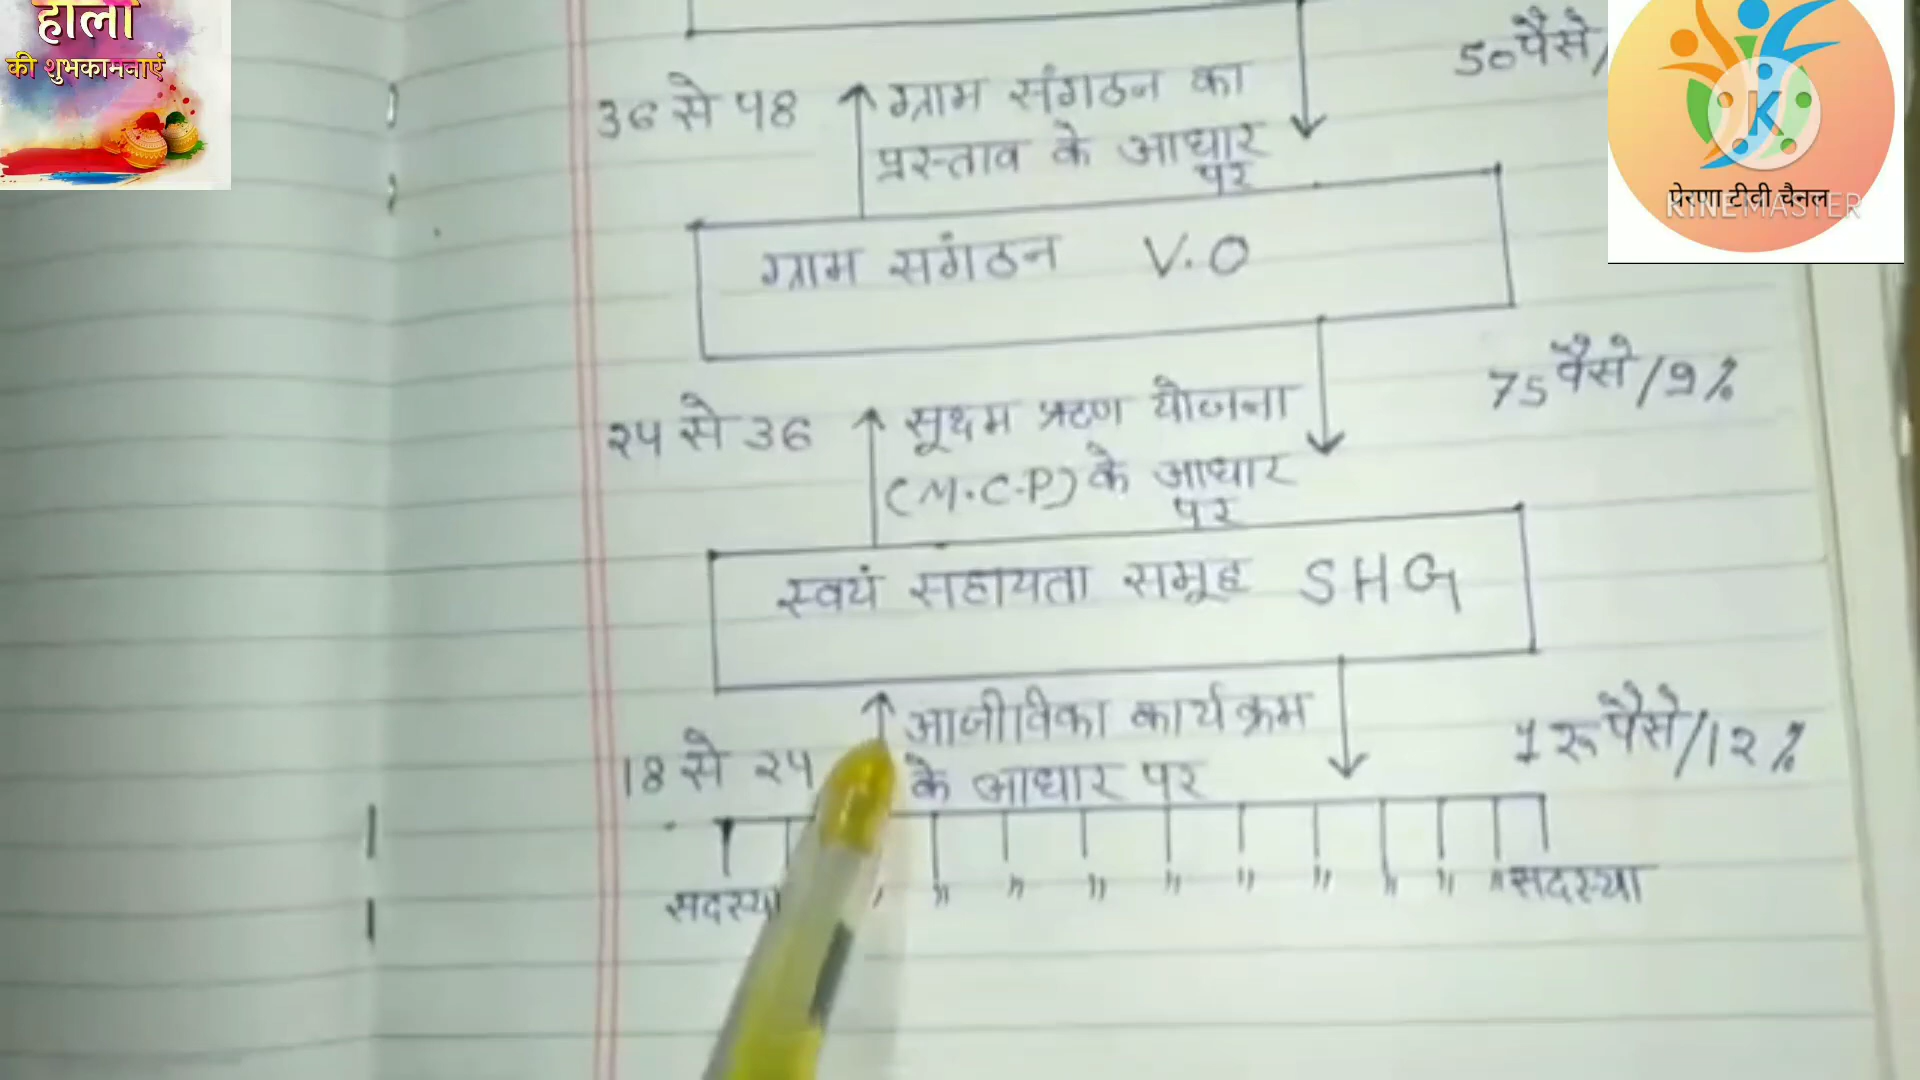 होली
की शुभकामनाएं
50 पैसे/
36 से 48
ग्राम संगठन का
प्रस्ताव के आधार
पर
प्रेरणा टीवी चैनल
KINEMASTER
ग्राम संगठन V.O
75 पैसे/9%
24 से 36
सूक्ष्म ऋण योजना
(M.C.P) के आधार
पर
स्वयं सहायता समूह SHG
आजीविका कार्यक्रम
1 रू पैसे/12%
18 से 24
के आधार पर
सदस्या " " " " " " " " " सदस्या